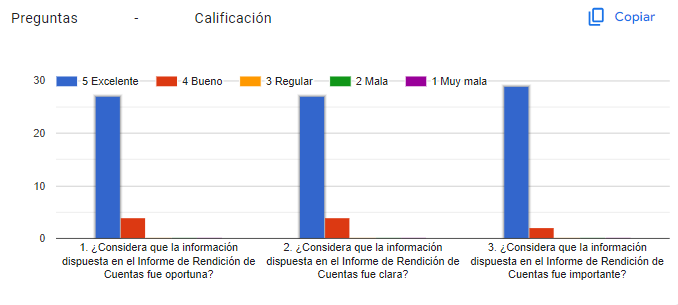 Preguntas - Calificación
Copiar
30
5 Excelente 4 Bueno 3 Regular 2 Mala 1 Muy mala
20
10
0
1. ¿Considera que la información
dispuesta en el Informe de Rendición de
Cuentas fue oportuna?
2. ¿Considera que la información
dispuesta en el Informe de Rendición de
Cuentas fue clara?
3. ¿Considera que la información
dispuesta en el Informe de Rendición de
Cuentas fue importante?